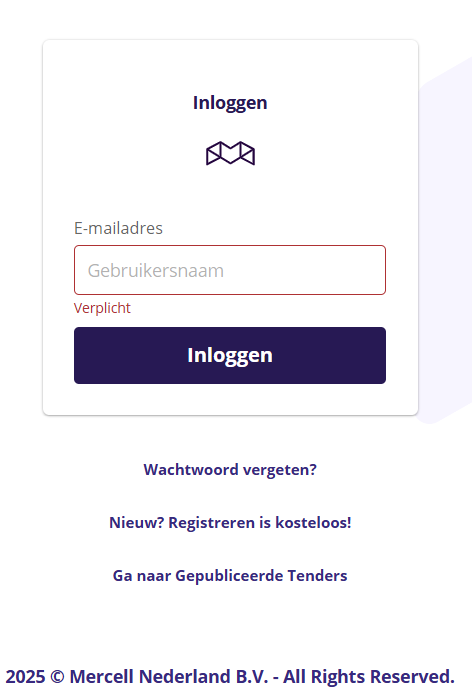 Inloggen
E-mailadres
Gebruikersnaam
Verplicht
Inloggen
Wachtwoord vergeten?
Nieuw? Registreren is kosteloos!
Ga naar Gepubliceerde Tenders
2025 © Mercell Nederland B.V. - All Rights Reserved.